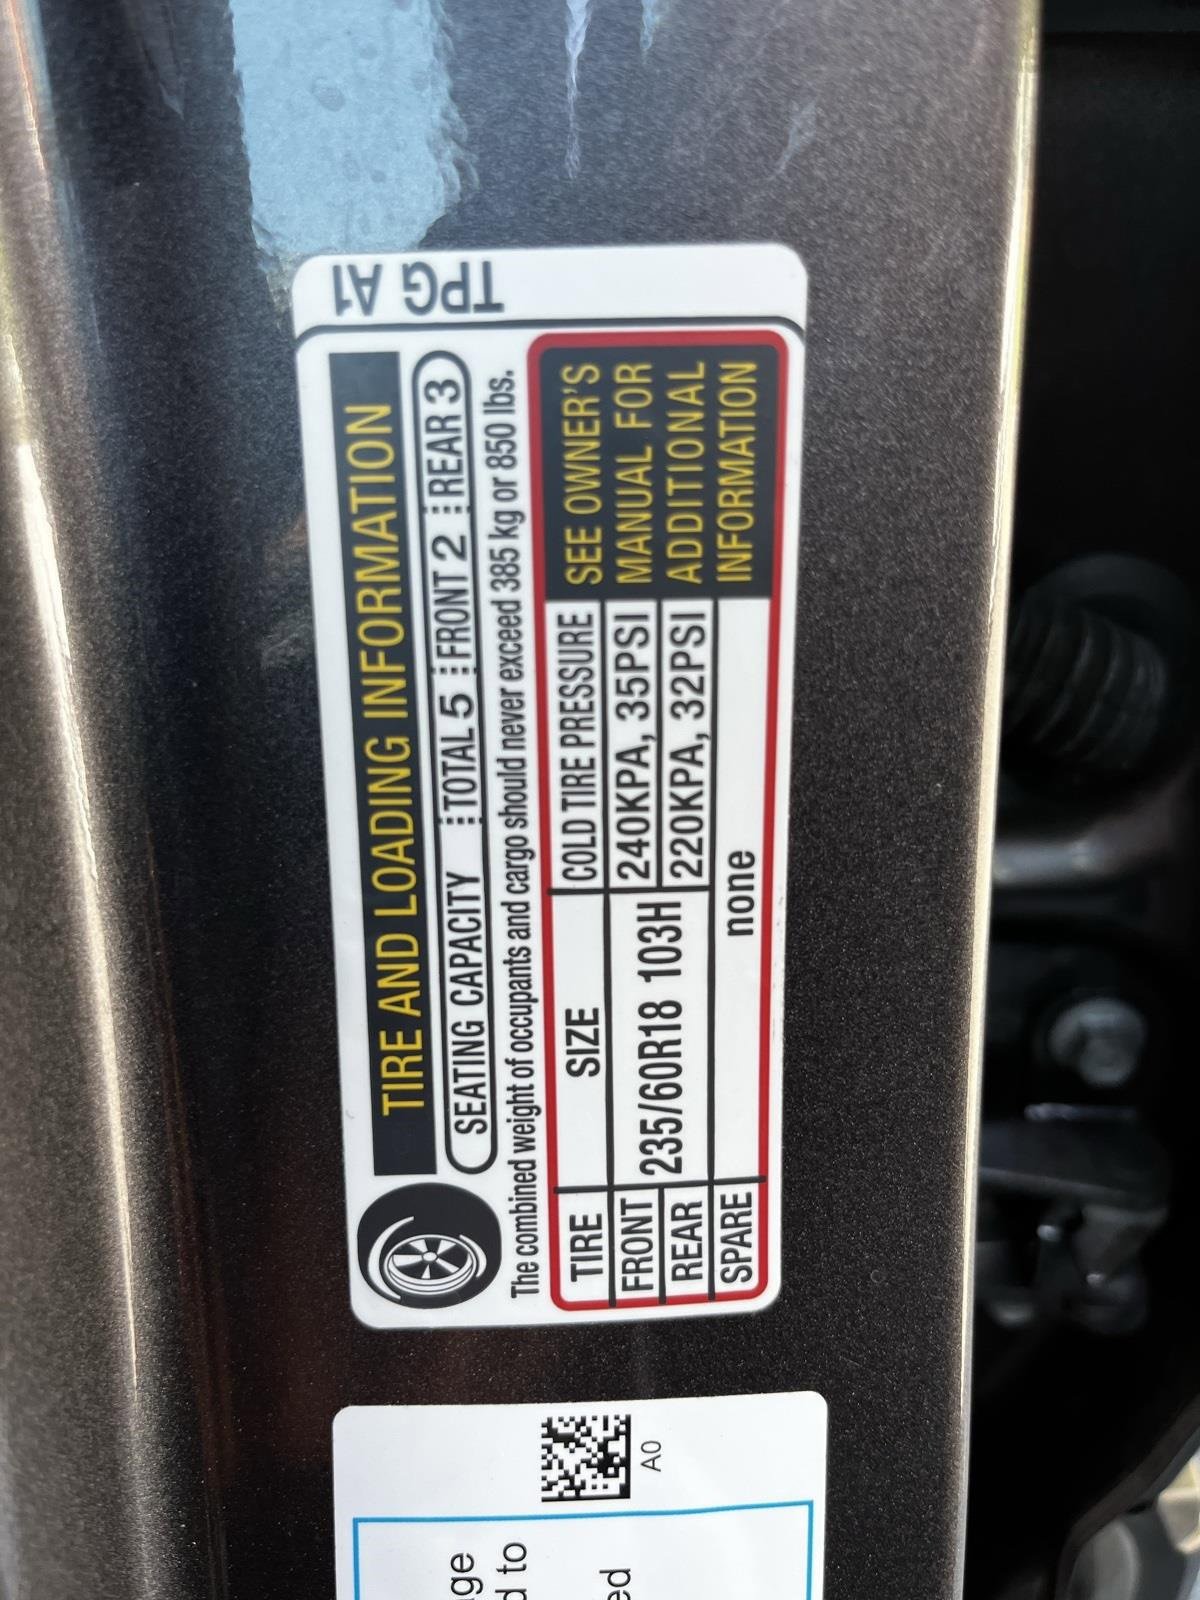 TPG A1
TIRE AND LOADING INFORMATION
SEATING CAPACITY TOTAL 5 FRONT 2 REAR 3
The combined weight of occupants and cargo should never exceed 385 kg or 850 lbs.
TIRE SIZE COLD TIRE PRESSURE
FRONT 235/60R18 103H 240KPA, 35PSI
REAR 220KPA, 32PSI
SPARE none
SEE OWNER'S
MANUAL FOR
ADDITIONAL
INFORMATION
A0
to